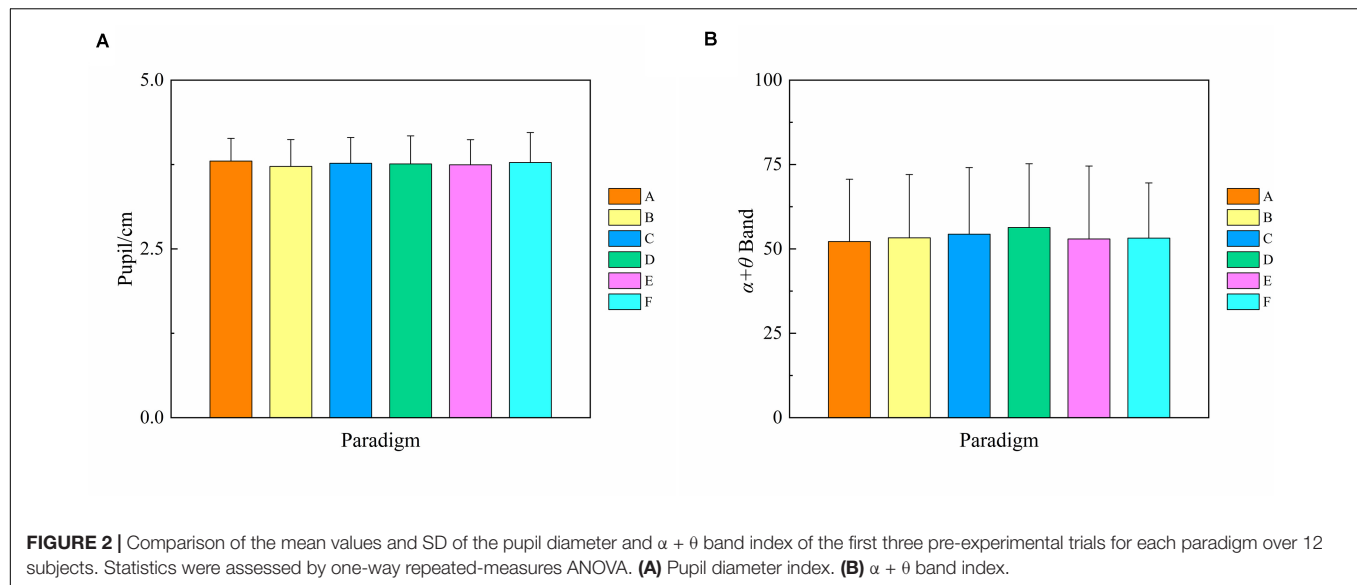 A
B
5.0
2.5
0.0
Pupil/cm
Paradigm
A
B
C
D
E
F
100
75
50
25
0
α+θ Band
Paradigm
A
B
C
D
E
F
FIGURE 2 | Comparison of the mean values and SD of the pupil diameter and α + θ band index of the first three pre-experimental trials for each paradigm over 12
subjects. Statistics were assessed by one-way repeated-measures ANOVA. (A) Pupil diameter index. (B) α + θ band index.